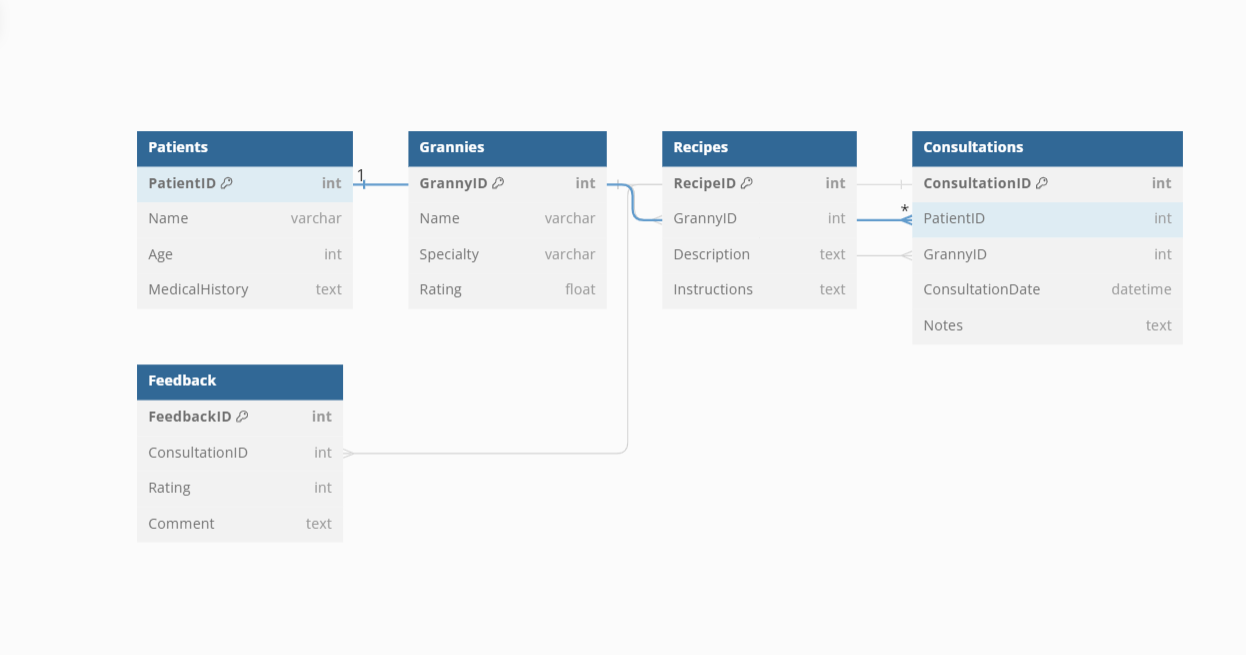 Patients
PatientID int
Name varchar
Age int
MedicalHistory text
1
Grannies
GrannyID int
Name varchar
Specialty varchar
Rating float
Recipes
RecipeID int
GrannyID int
Description text
Instructions text
*
Consultations
ConsultationID int
PatientID int
GrannyID int
ConsultationDate datetime
Notes text
Feedback
FeedbackID int
ConsultationID int
Rating int
Comment text